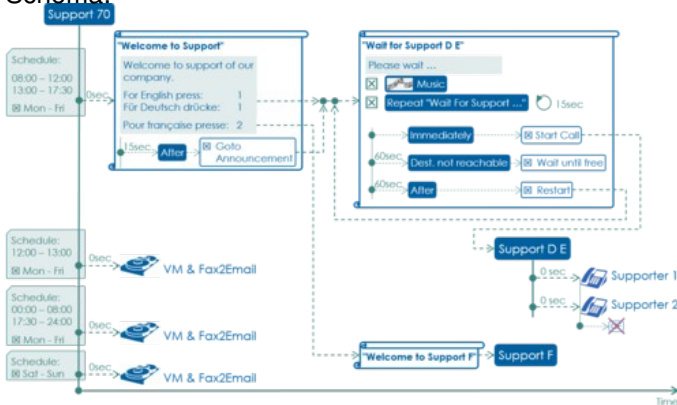 Schema:
Support 70
Schedule:
08:00 – 12:00
13:00 – 17:30
Mon - Fri
0sec
"Welcome to Support"
Welcome to support of our
company.
For English press: 1
Für Deutsch drücke: 1
Pour française presse: 2
15sec
After
Goto
Announcement
"Wait for Support D E"
Please wait ...
Music
Repeat "Wait For Support ..."
15sec
Immediately
Start Call
60sec
Dest. not reachable
Wait until free
60sec
After
Restart
Schedule:
12:00 – 13:00
Mon - Fri
0sec
VM & Fax2Email
Support D E
0 sec
Supporter 1
0 sec
Supporter 2
Schedule:
00:00 – 08:00
17:30 – 24:00
Mon - Fri
0sec
VM & Fax2Email
"Welcome to Support F"
Support F
Schedule:
Sat - Sun
0sec
VM & Fax2Email
Time